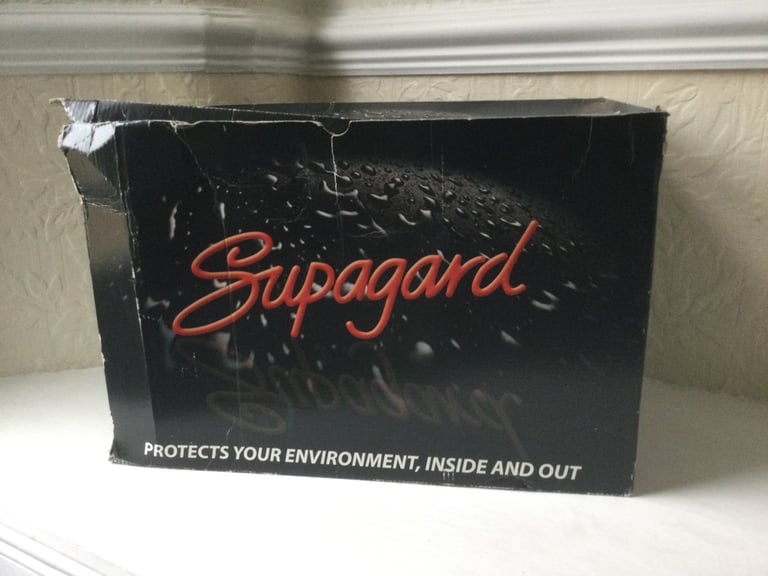 Supagard
PROTECTS YOUR ENVIRONMENT, INSIDE AND OUT